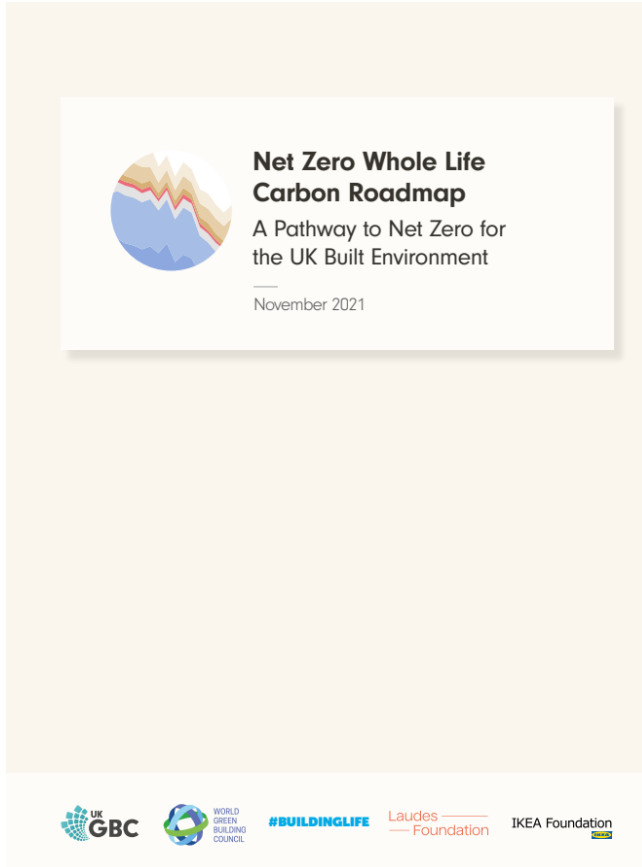 Net Zero Whole Life
Carbon Roadmap
A Pathway to Net Zero for
the UK Built Environment
November 2021
UK
GBC
WORLD
GREEN
BUILDING
COUNCIL
#BUILDINGLIFE
Laudes
Foundation
IKEA Foundation
IKEA